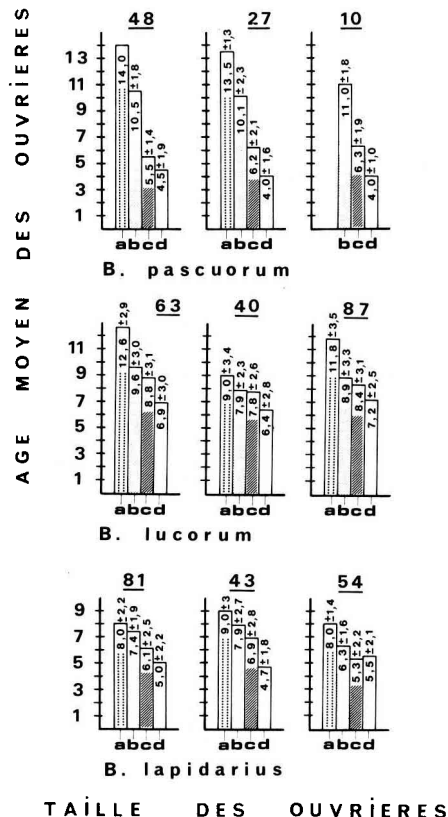 AGE MOYEN DES OUVRIERES
48 27 10
13
11
9
7
5
3
1
14,0 10,5 ±1,8 5,5 ±1,4 4,5 ±1,9
13,5 ±1,3 10,1 ±2,3 6,2 ±2,1 4,0 ±1,6
11,0 ±1,8 6,3 ±1,9 4,0 ±1,0
abcd abcd bcd
B. pascuorum
63 40 87
11
9
7
5
3
1
12,6 ±2,9 9,6 ±3,0 8,8 ±3,1 6,9 ±3,0
9,0 ±3,4 7,9 ±2,3 7,8 ±2,6 6,4 ±2,8
11,8 ±3,5 8,9 ±3,3 8,4 ±3,1 7,2 ±2,5
abcd abcd abcd
B. lucorum
81 43 54
9
7
5
3
1
8,0 ±2,2 7,4 ±1,9 6,1 ±2,5 5,0 ±2,2
9,0 ±3 7,9 ±2,7 6,9 ±2,8 4,7 ±1,8
8,0 ±1,4 6,3 ±1,6 5,3 ±2,2 5,5 ±2,1
abcd abcd abcd
B. lapidarius
TAILLE DES OUVRIERES